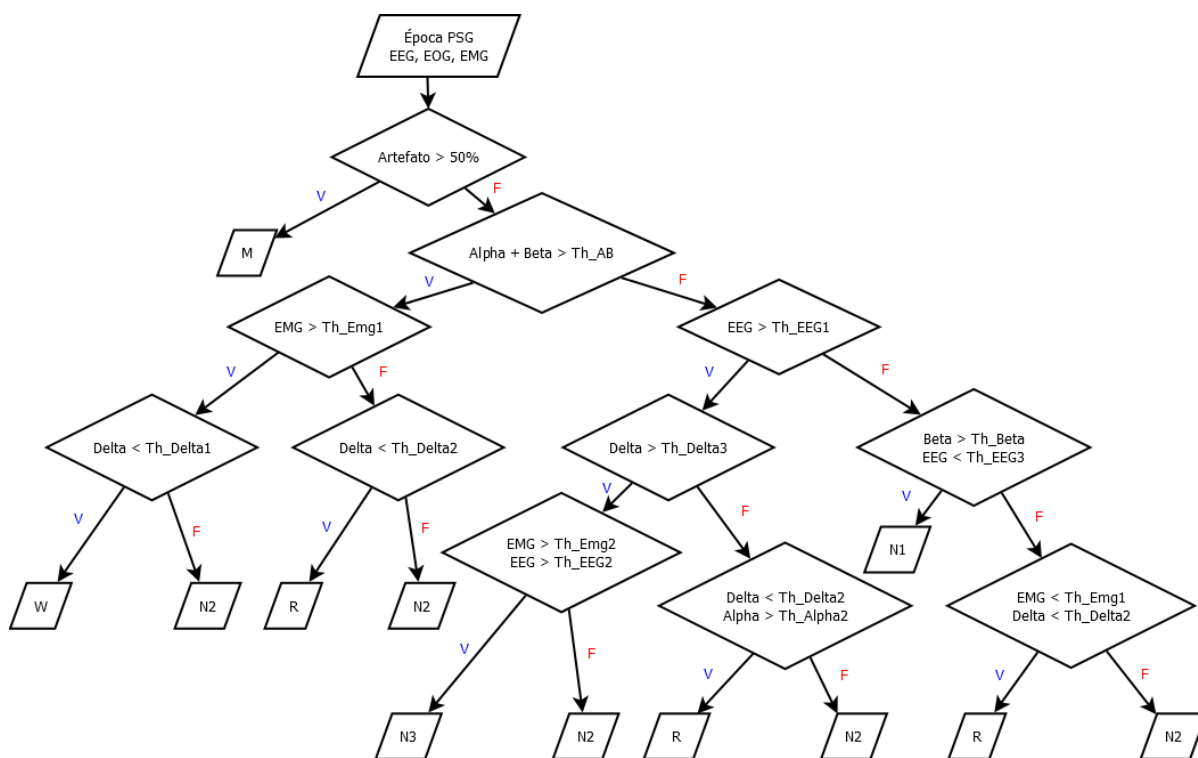 Época PSG
EEG, EOG, EMG
Artefato > 50%
V
F
M
Alpha + Beta > Th_AB
V
F
EMG > Th_Emg1
EEG > Th_EEG1
V
F
V
F
Delta < Th_Delta1
Delta < Th_Delta2
Delta > Th_Delta3
Beta > Th_Beta
EEG < Th_EEG3
V
F
V
F
V
F
V
F
W
N2
R
N2
EMG > Th_Emg2
EEG > Th_EEG2
Delta < Th_Delta2
Alpha > Th_Alpha2
N1
EMG < Th_Emg1
Delta < Th_Delta2
V
F
V
F
V
F
N3
N2
R
N2
R
N2